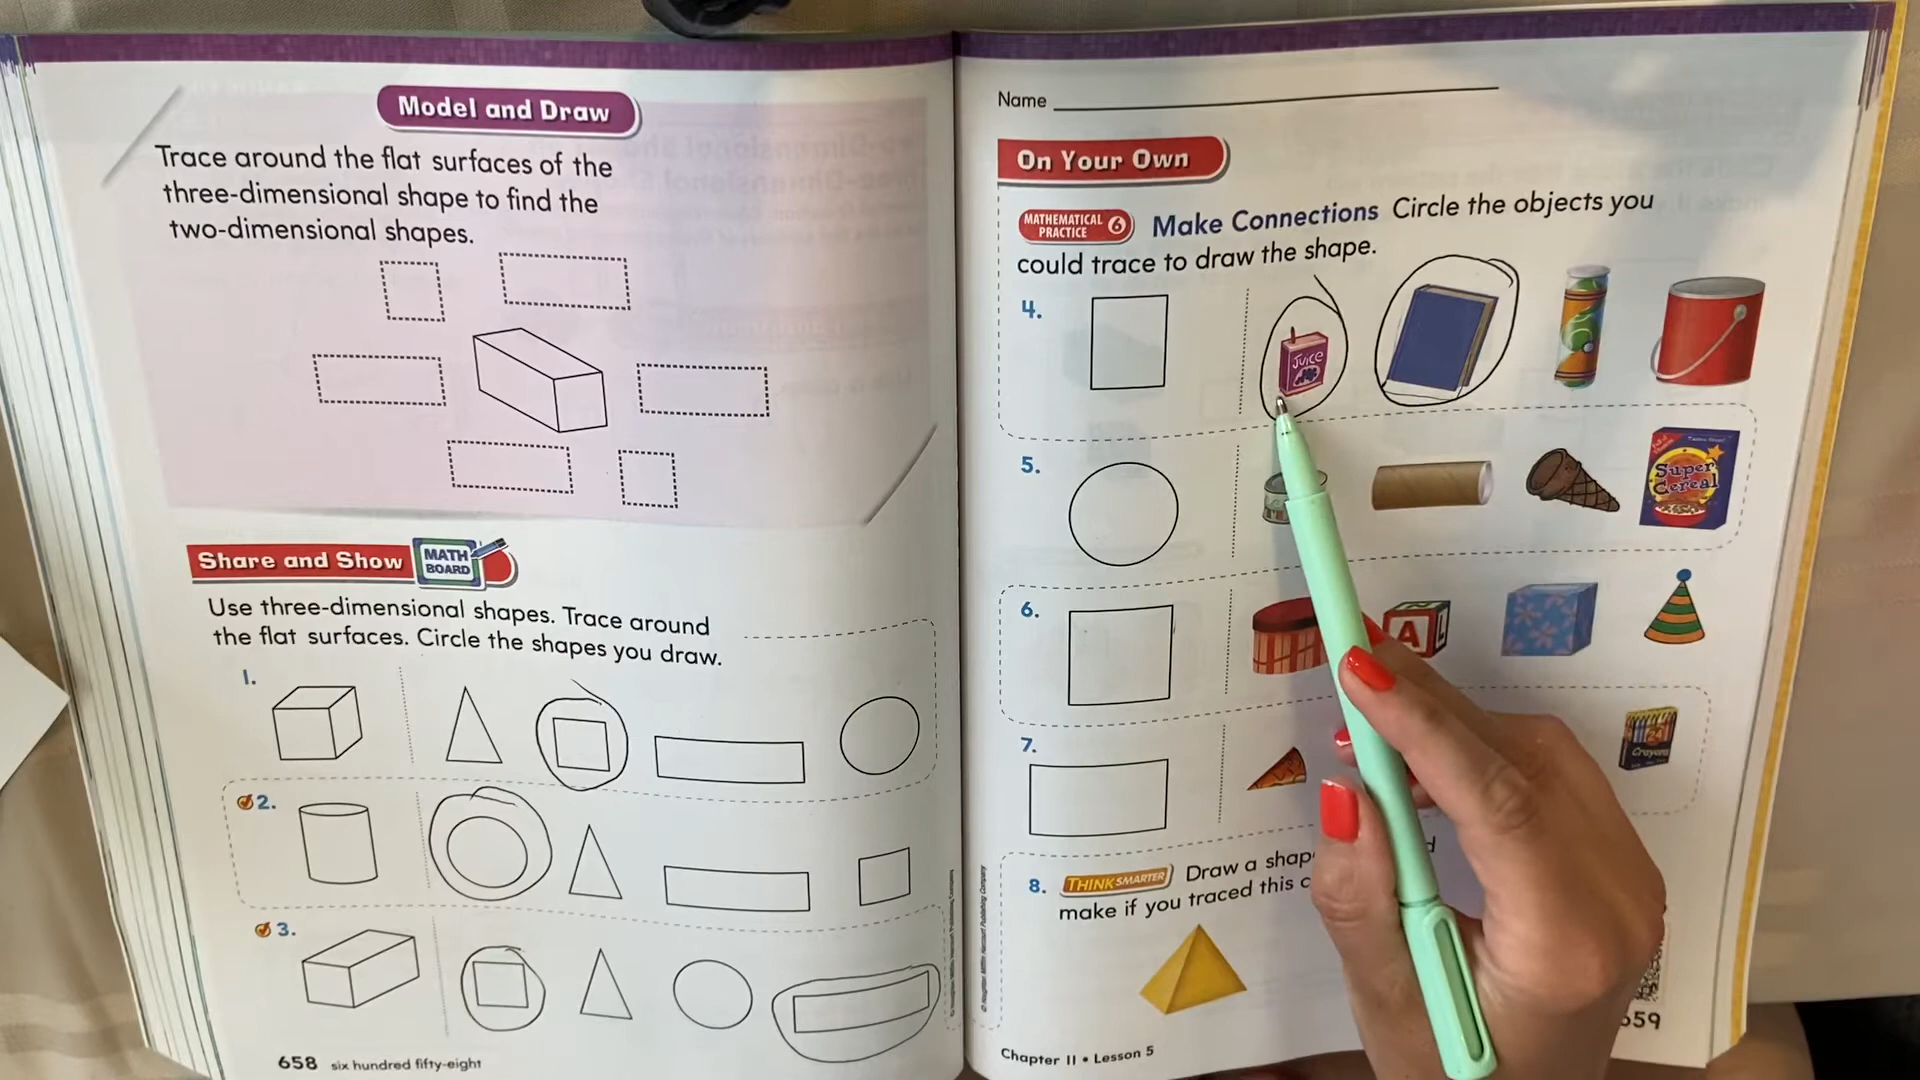 Model and Draw
Trace around the flat surfaces of the
three-dimensional shape to find the
two-dimensional shapes.
Share and Show
MATH
BOARD
Use three-dimensional shapes. Trace around
the flat surfaces. Circle the shapes you draw.
1.
2.
3.
658 six hundred fifty-eight
Name
On Your Own
MATHEMATICAL
PRACTICE 6
Make Connections Circle the objects you
could trace to draw the shape.
4.
JUICE
5.
Super
Cereal
6.
A L
7.
24
Crayons
8. THINK SMARTER Draw a shap
make if you traced this c
Chapter 11 • Lesson 5
659